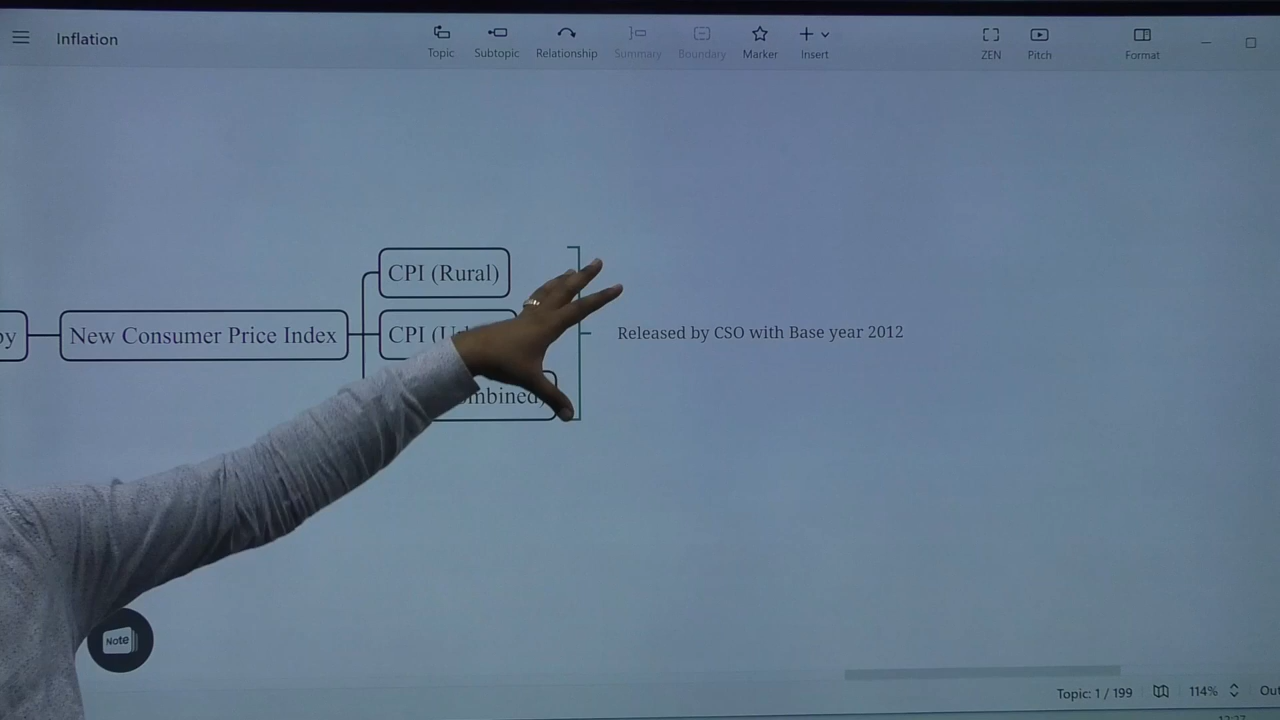 Inflation
Topic
Subtopic
Relationship
Summary
Boundary
Marker
Insert
ZEN
Pitch
Format
CPI (Rural)
New Consumer Price Index
CPI
Released by CSO with Base year 2012
Note
Topic: 1 / 199
114%